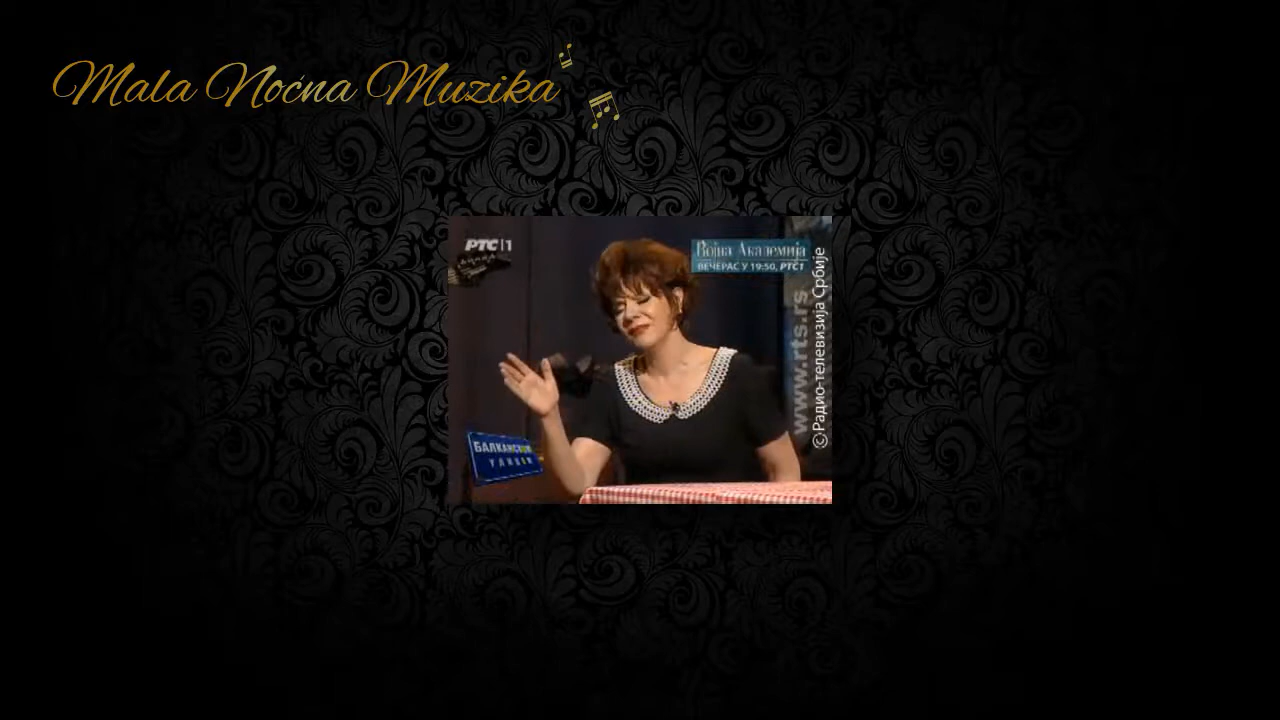 Mala Noćna Muzika
РТС|1
Војна Академија
ВЕЧЕРАС У 19:50, РТС1
www.rts.rs
©Радио-телевизија Србије
БАЛКАНСКОМ
УЛИЦОМ